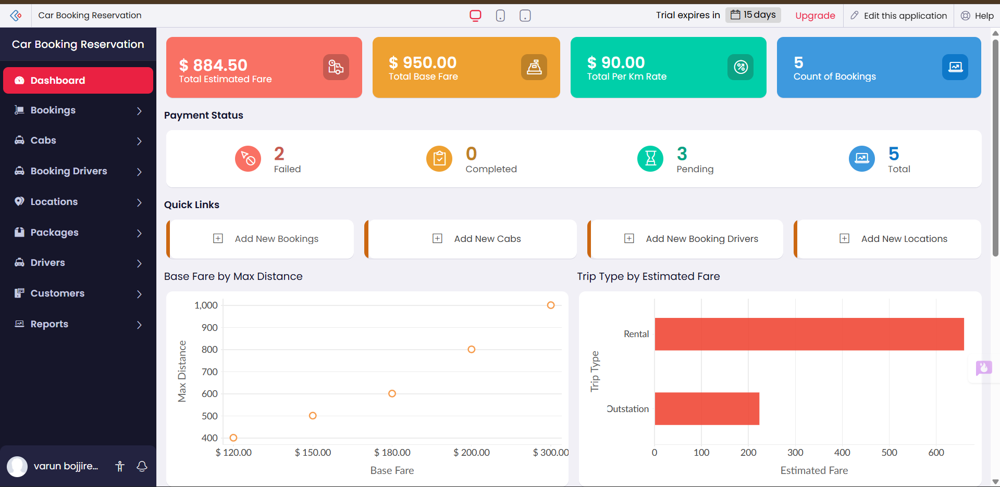 Car Booking Reservation
Trial expires in 15 days
Upgrade
Edit this application
Help
Car Booking Reservation
Dashboard
Bookings
Cabs
Booking Drivers
Locations
Packages
Drivers
Customers
Reports
varun bojjire...
$ 884.50
Total Estimated Fare
$ 950.00
Total Base Fare
$ 90.00
Total Per Km Rate
5
Count of Bookings
Payment Status
2
Failed
0
Completed
3
Pending
5
Total
Quick Links
Add New Bookings
Add New Cabs
Add New Booking Drivers
Add New Locations
Base Fare by Max Distance
Max Distance
1,000
900
800
700
600
500
400
$ 120.00
$ 150.00
$ 180.00
$ 200.00
$ 300.00
Base Fare
Trip Type by Estimated Fare
Trip Type
Rental
Outstation
0
100
200
300
400
500
600
Estimated Fare